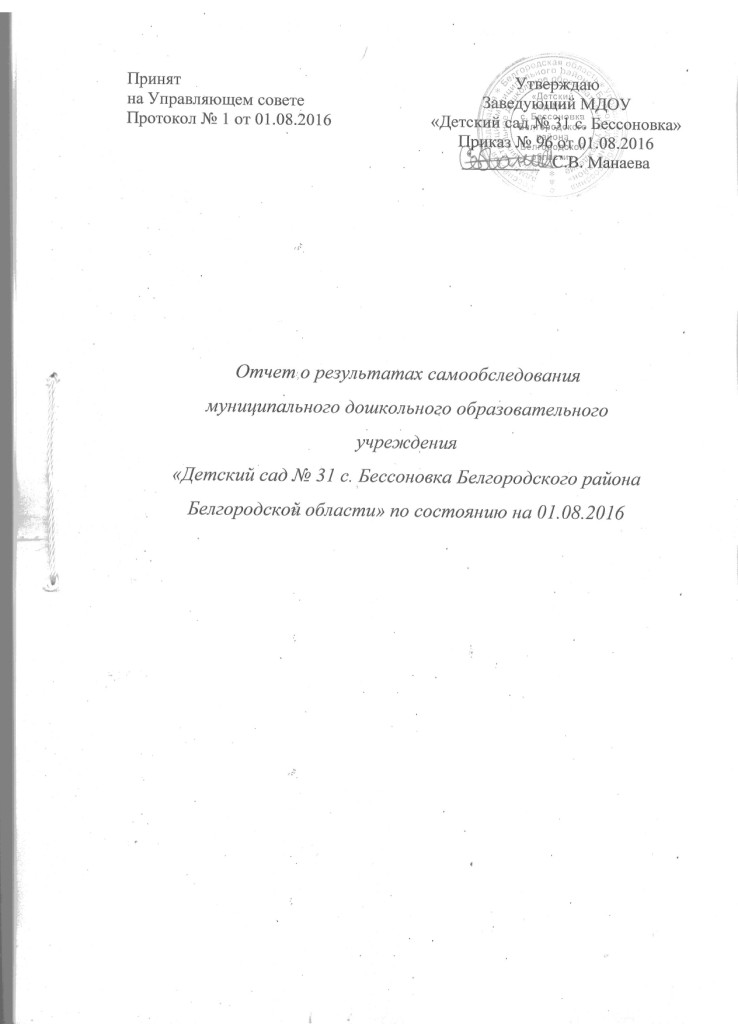 Принят
на Управляющем совете
Протокол № 1 от 01.08.2016
Утверждаю
Заведующий МДОУ
«Детский сад № 31 с. Бессоновка»
Приказ № 96 от 01.08.2016
С.В. Манаева
Отчет о результатах самообследования
муниципального дошкольного образовательного
учреждения
«Детский сад № 31 с. Бессоновка Белгородского района
Белгородской области» по состоянию на 01.08.2016